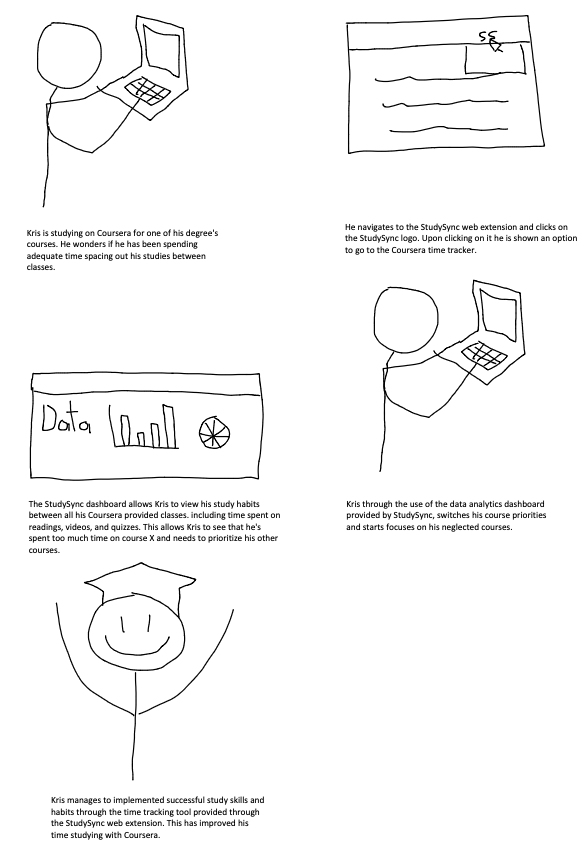 SS
Kris is studying on Coursera for one of his degree's
courses. He wonders if he has been spending
adequate time spacing out his studies between
classes.
He navigates to the StudySync web extension and clicks on
the StudySync logo. Upon clicking on it he is shown an option
to go to the Coursera time tracker.
Data
The StudySync dashboard allows Kris to view his study habits
between all his Coursera provided classes. including time spent on
readings, videos, and quizzes. This allows Kris to see that he's
spent too much time on course X and needs to prioritize his other
courses.
Kris through the use of the data analytics dashboard
provided by StudySync, switches his course priorities
and starts focuses on his neglected courses.
Kris manages to implemented successful study skills and
habits through the time tracking tool provided through
the StudySync web extension. This has improved his
time studying with Coursera.